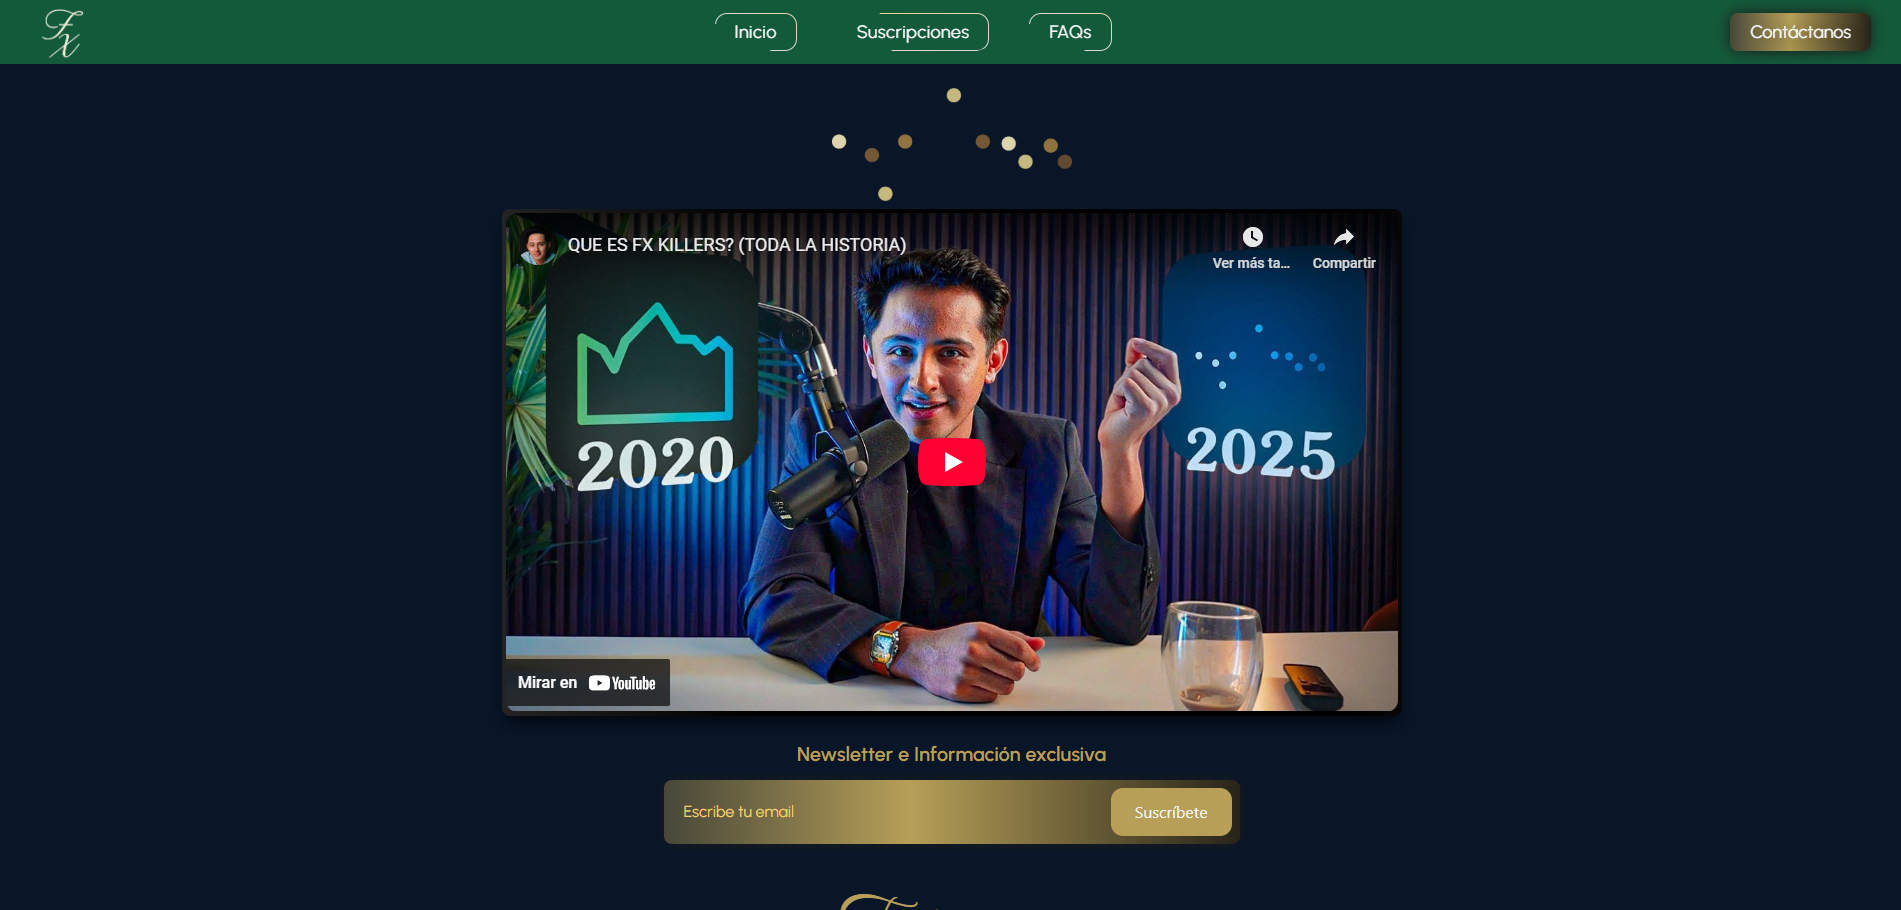 Fx
Inicio
Suscripciones
FAQs
Contáctanos
QUE ES FX KILLERS? (TODA LA HISTORIA)
Ver más ta...
Compartir
2020
2025
Mirar en YouTube
Newsletter e Información exclusiva
Escribe tu email
Suscríbete